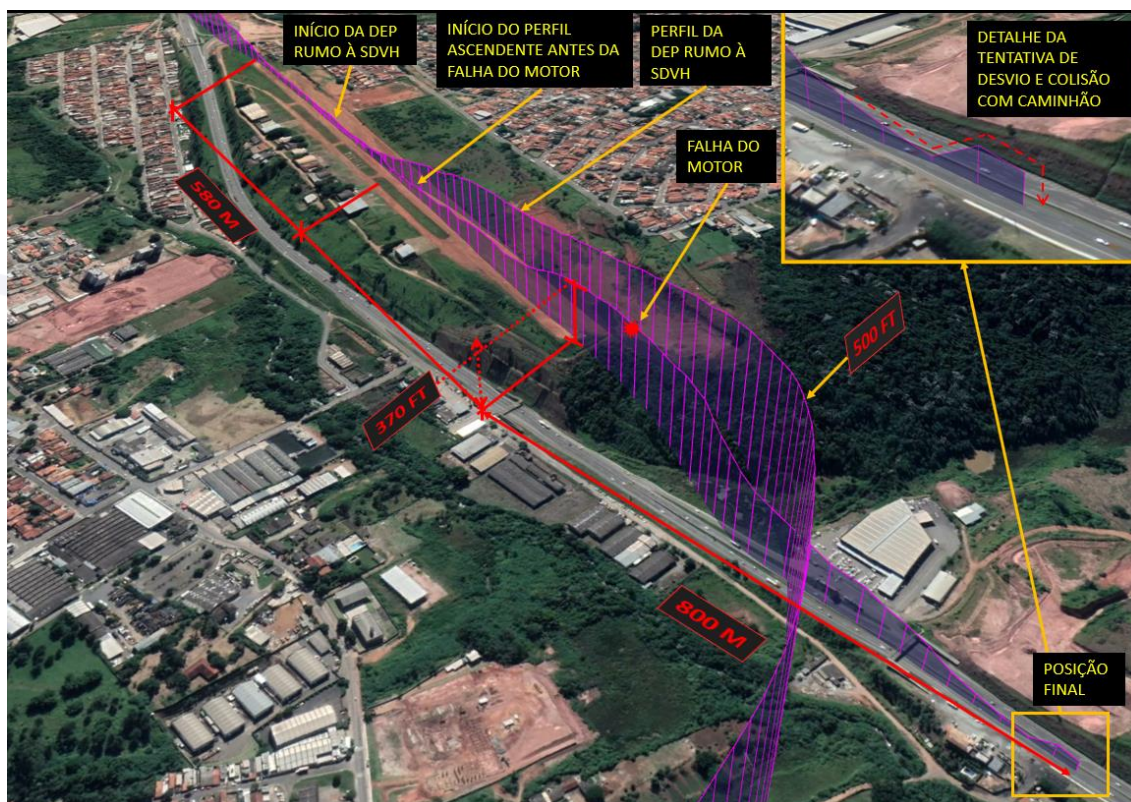 INÍCIO DA DEP
RUMO À SDVH
INÍCIO DO PERFIL
ASCENDENTE ANTES DA
FALHA DO MOTOR
PERFIL DA
DEP RUMO À
SDVH
DETALHE DA
TENTATIVA DE
DESVIO E COLISÃO
COM CAMINHÃO
FALHA DO
MOTOR
580 M
500 FT
370 FT
800 M
POSIÇÃO
FINAL